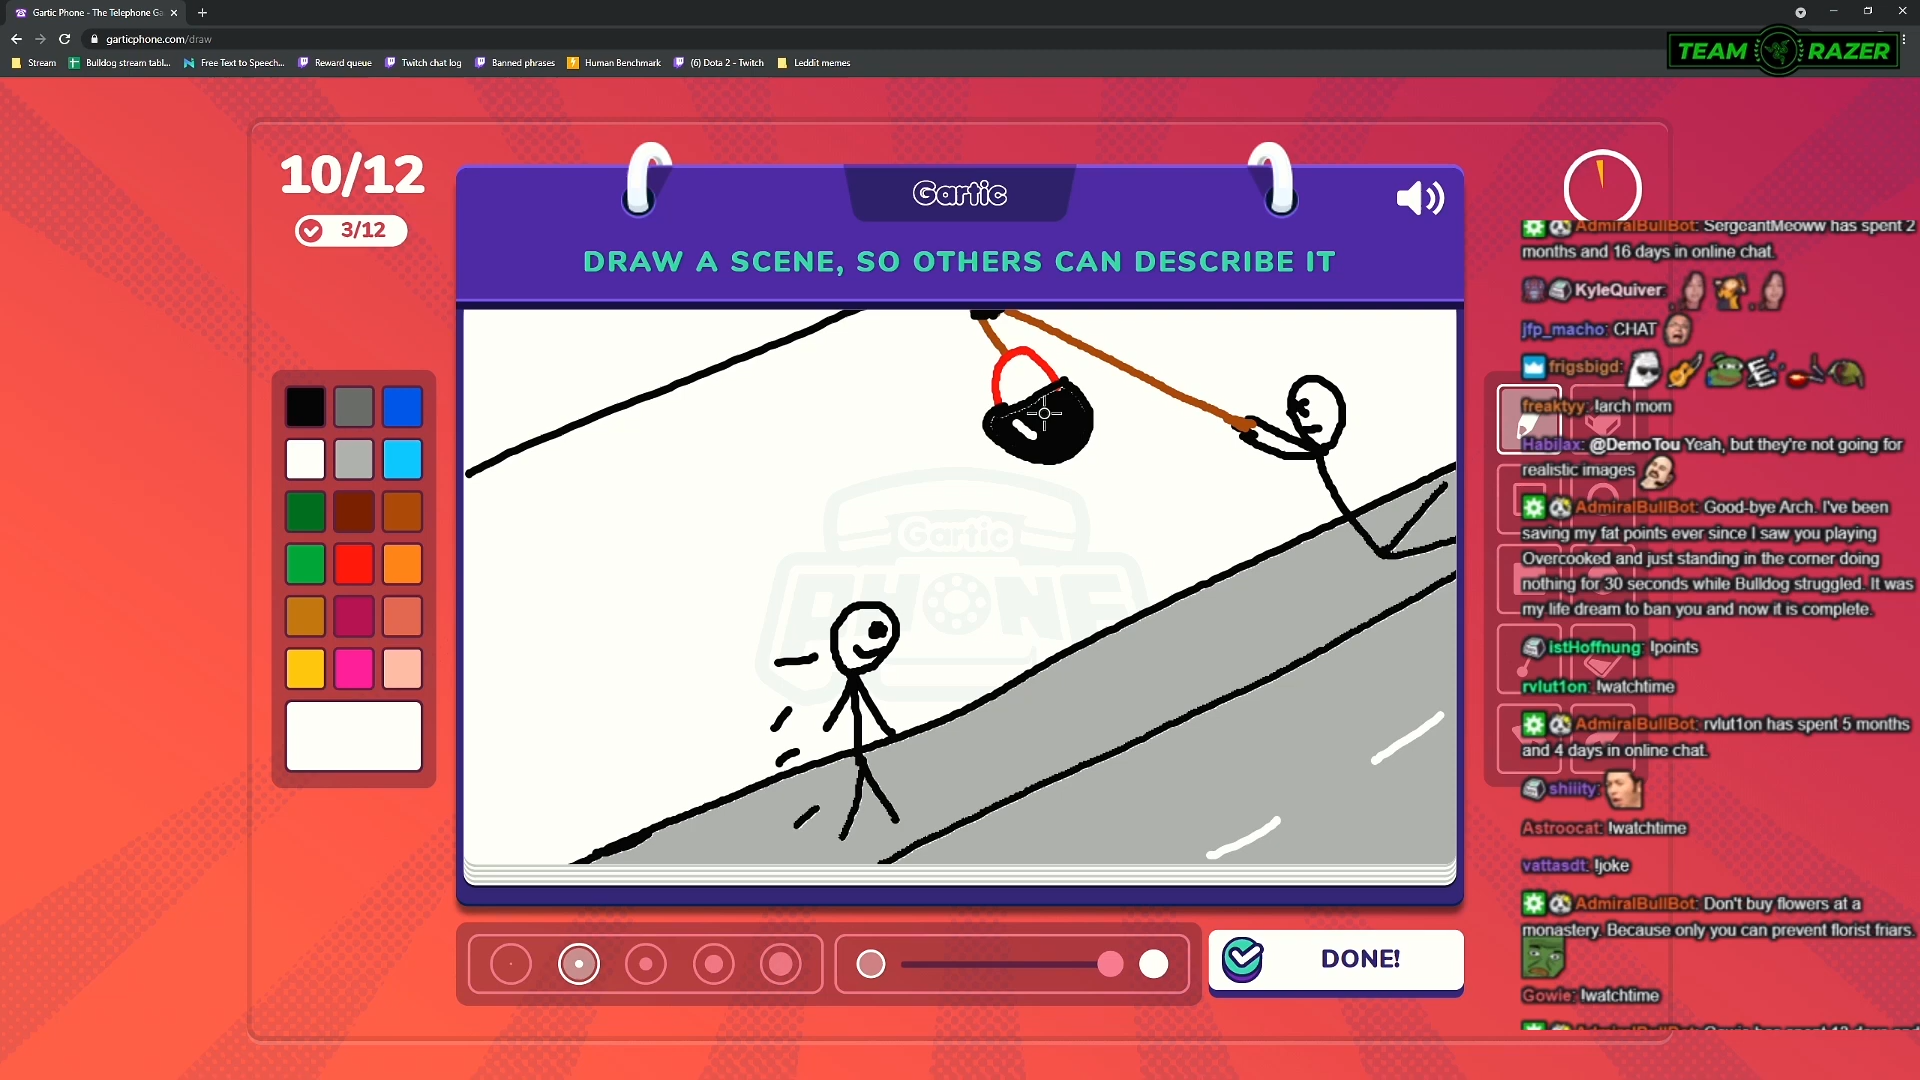 Gartic Phone - The Telephone Ga
garticphone.com/draw
Stream
Bulldog stream tabl...
Free Text to Speech...
Reward queue
Twitch chat log
Banned phrases
Human Benchmark
(6) Dota 2 - Twitch
Leddit memes
TEAM RAZER
10/12
3/12
Gartic
DRAW A SCENE, SO OTHERS CAN DESCRIBE IT
Gartic
PHONE
DONE!
AdmiralBullBot: SergeantMeoww has spent 2
months and 16 days in online chat.
KyleQuiver:
jfp_macho: CHAT
frigsbigd:
freaktyy: !arch mom
Habilax: @DemoTou Yeah, but they're not going for
realistic images
AdmiralBullBot: Good-bye Arch. I've been
saving my fat points ever since I saw you playing
Overcooked and just standing in the corner doing
nothing for 30 seconds while Bulldog struggled. It was
my life dream to ban you and now it is complete.
istHoffnung: !points
rvlut1on: !watchtime
AdmiralBullBot: rvlut1on has spent 5 months
and 4 days in online chat.
shiiity:
Astroocat: !watchtime
vattasdt: !joke
AdmiralBullBot: Don't buy flowers at a
monastery. Because only you can prevent florist friars.
Gowie: !watchtime